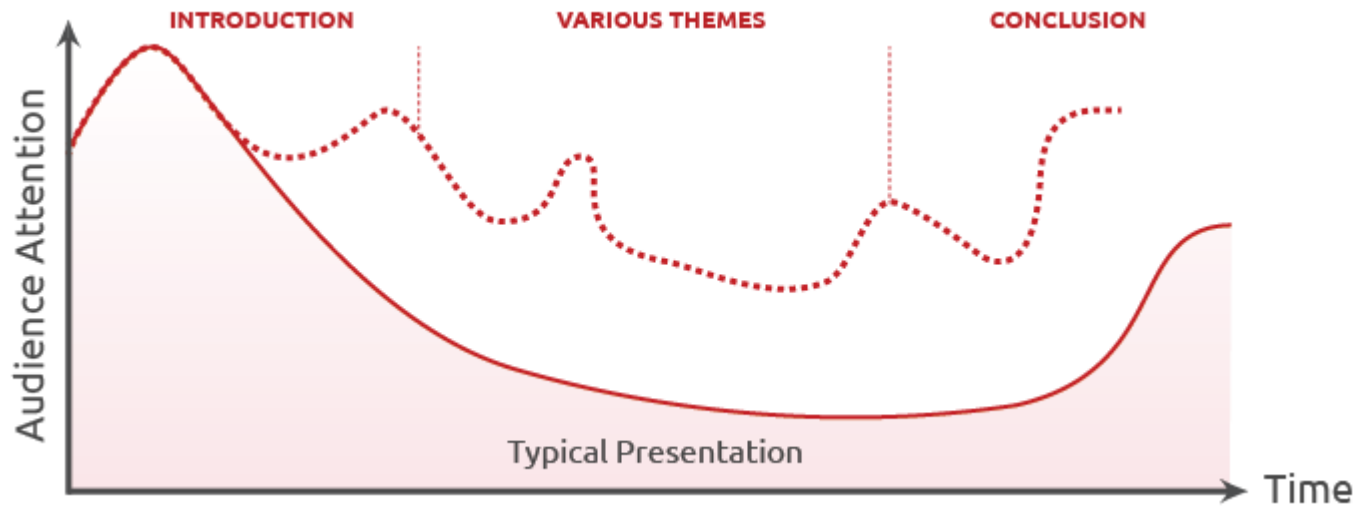 INTRODUCTION
VARIOUS THEMES
CONCLUSION
Audience Attention
Typical Presentation
Time